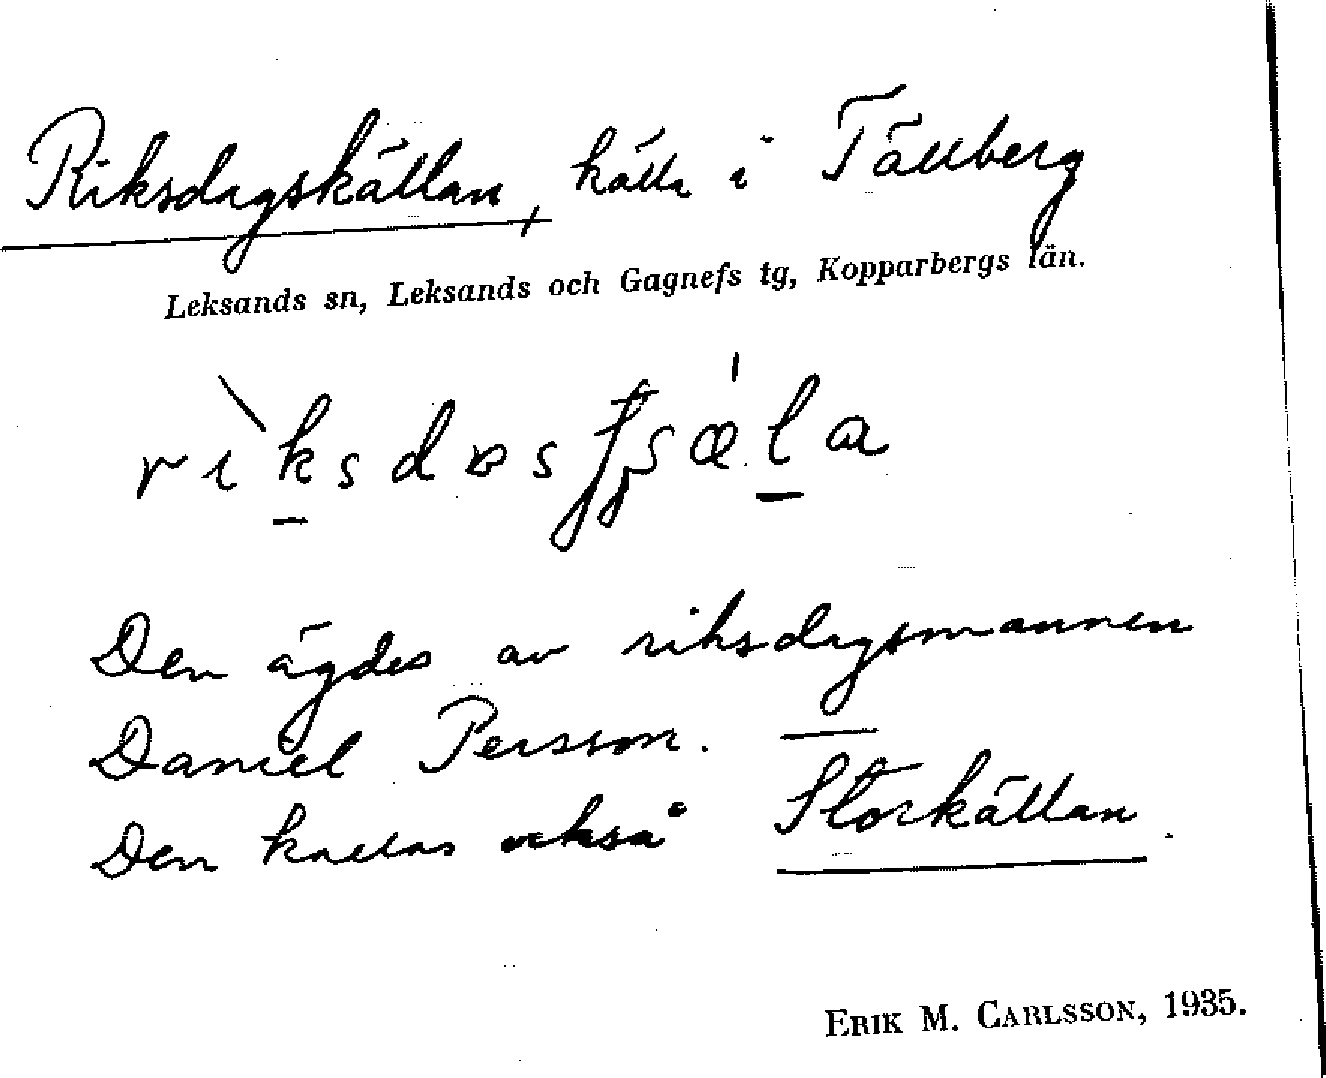 Riksdagskällan, källa i Tällberg
Leksands sn, Leksands och Gagnefs tg, Kopparbergs län.
Den ägdes av riksdagsmannen
Daniel Persson.
Den kallas också Storkällan.
ERIK M. CARLSSON, 1935.